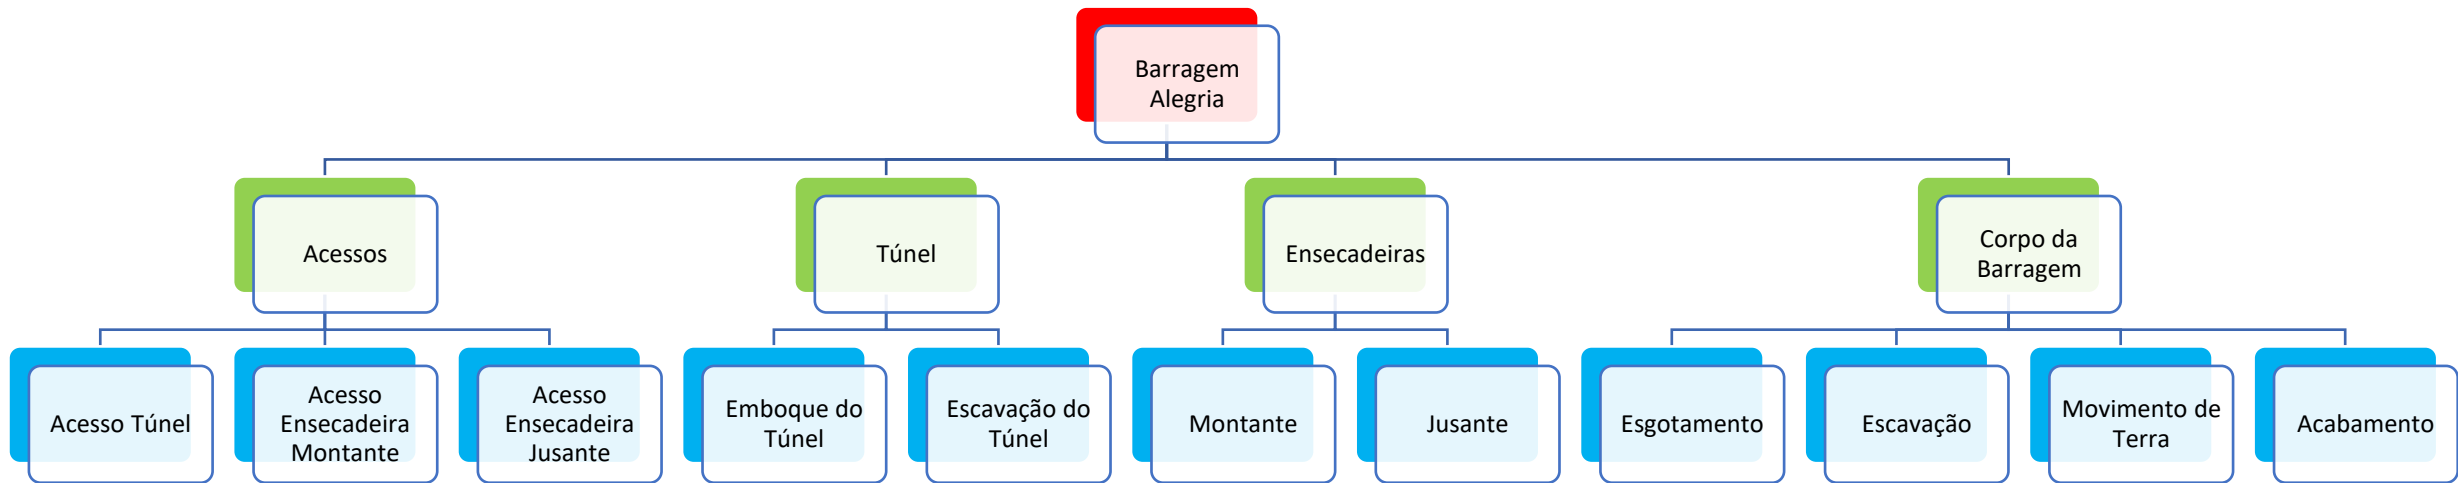 Barragem
Alegria
Acessos
Túnel
Ensecadeiras
Corpo da
Barragem
Acesso Túnel
Acesso
Ensecadeira
Montante
Acesso
Ensecadeira
Jusante
Emboque do
Túnel
Escavação do
Túnel
Montante
Jusante
Esgotamento
Escavação
Movimento de
Terra
Acabamento